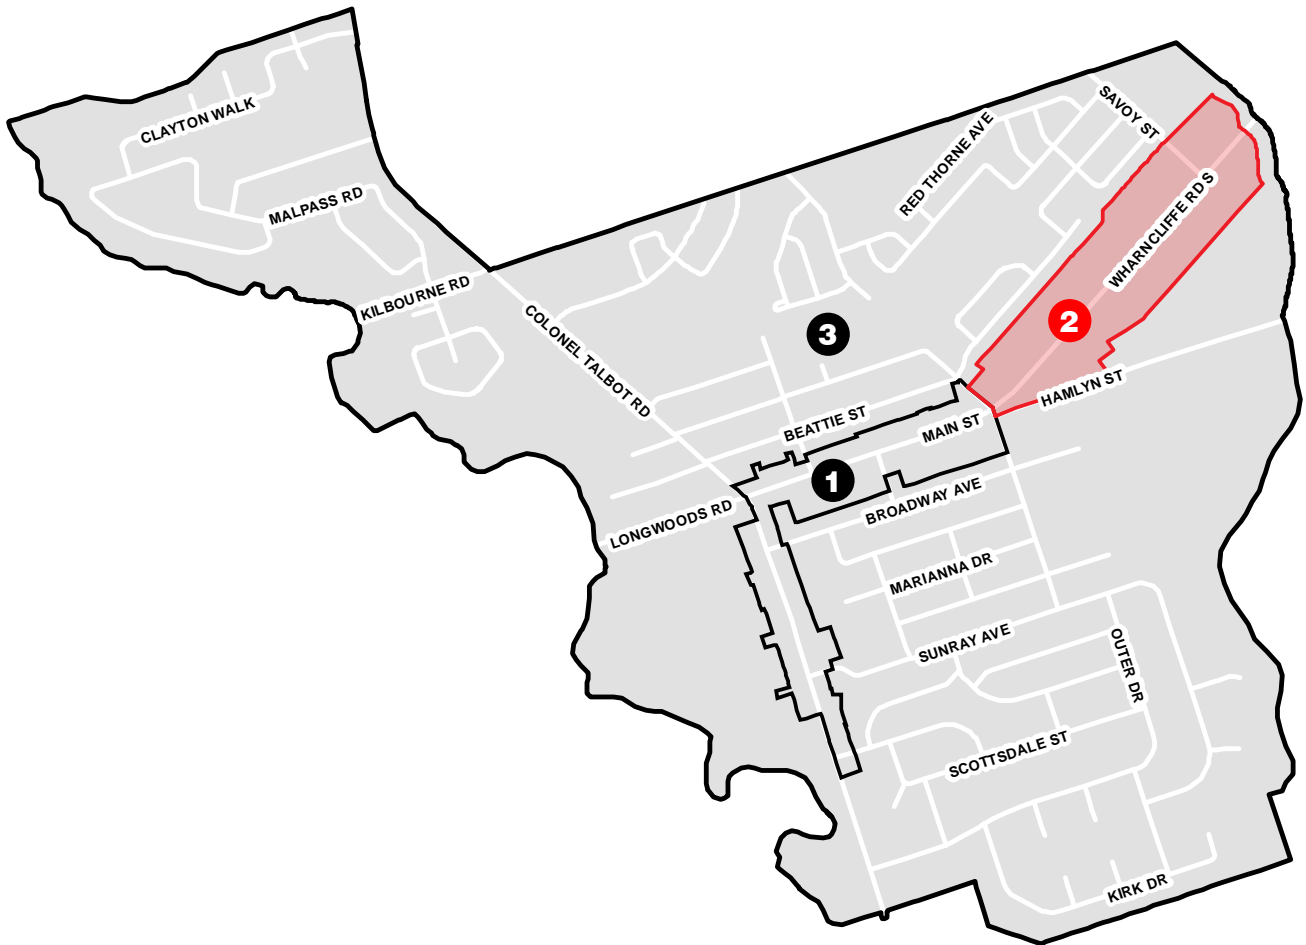 CLAYTON WALK
SAVOY ST
RED THORNE AVE
MALPASS RD
WHARNCLIFFE RD S
KILBOURNE RD
COLONEL TALBOT RD
2
3
HAMLYN ST
BEATTIE ST
MAIN ST
1
BROADWAY AVE
LONGWOODS RD
MARIANNA DR
SUNRAY AVE
OUTER DR
SCOTTSDALE ST
KIRK DR